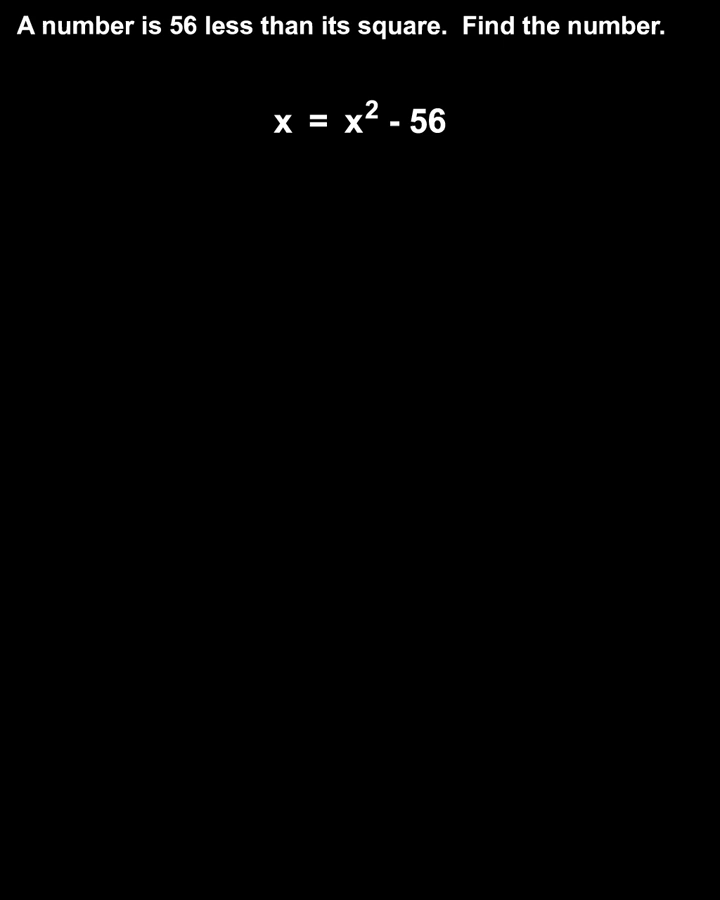 A number is 56 less than its square.  Find the number.
x = x² - 56